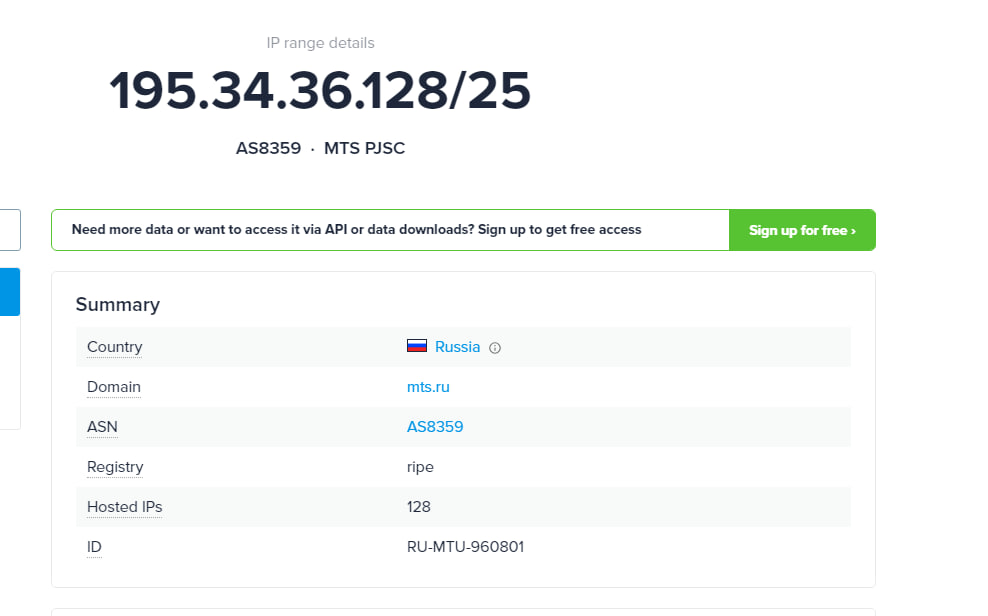 IP range details
195.34.36.128/25
AS8359 · MTS PJSC
Need more data or want to access it via API or data downloads? Sign up to get free access
Sign up for free ›
Summary
Country Russia
Domain mts.ru
ASN AS8359
Registry ripe
Hosted IPs 128
ID RU-MTU-960801